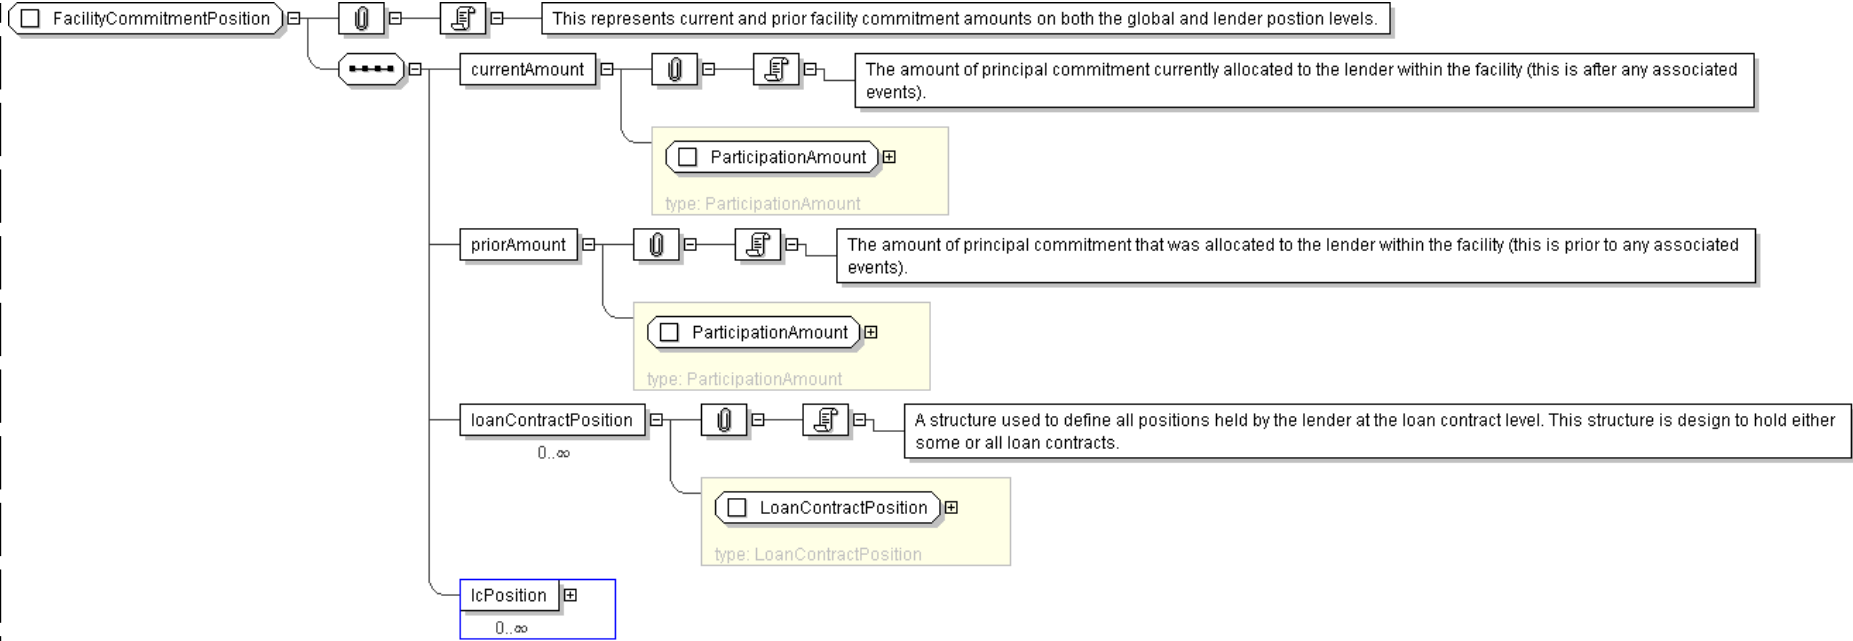 FacilityCommitmentPosition
This represents current and prior facility commitment amounts on both the global and lender postion levels.
currentAmount
The amount of principal commitment currently allocated to the lender within the facility (this is after any associated
events).
ParticipationAmount
type: ParticipationAmount
priorAmount
The amount of principal commitment that was allocated to the lender within the facility (this is prior to any associated
events).
ParticipationAmount
type: ParticipationAmount
loanContractPosition
0..∞
A structure used to define all positions held by the lender at the loan contract level. This structure is design to hold either
some or all loan contracts.
LoanContractPosition
type: LoanContractPosition
lcPosition
0..∞